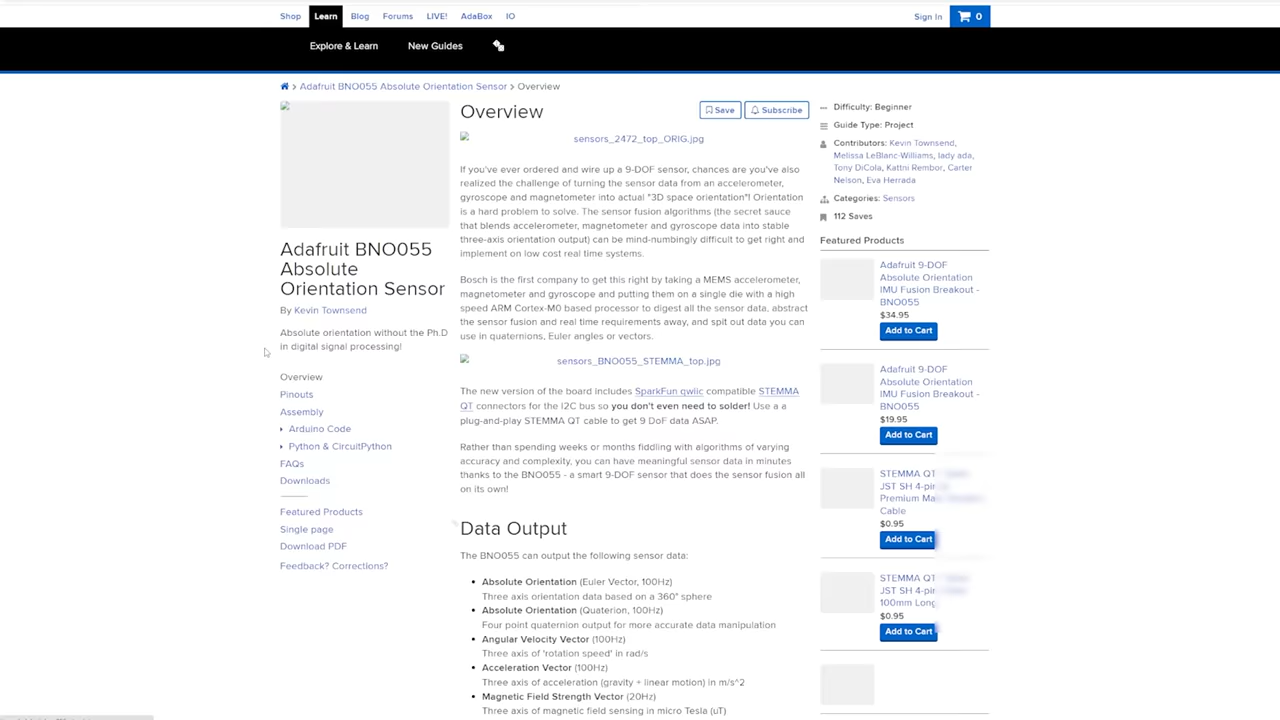 Shop Learn Blog Forums LIVE! AdaBox IO Sign In 0
Explore & Learn New Guides
Adafruit BNO055 Absolute Orientation Sensor > Overview
Adafruit BNO055
Absolute
Orientation Sensor
By Kevin Townsend
Absolute orientation without the Ph.D
in digital signal processing!
Overview
Pinouts
Assembly
Arduino Code
Python & CircuitPython
FAQs
Downloads
Featured Products
Single page
Download PDF
Feedback? Corrections?
Overview
Save Subscribe
sensors_2472_top_ORIG.jpg
If you've ever ordered and wire up a 9-DOF sensor, chances are you've also
realized the challenge of turning the sensor data from an accelerometer,
gyroscope and magnetometer into actual "3D space orientation"! Orientation
is a hard problem to solve. The sensor fusion algorithms (the secret sauce
that blends accelerometer, magnetometer and gyroscope data into stable
three-axis orientation output) can be mind-numbingly difficult to get right and
implement on low cost real time systems.
Bosch is the first company to get this right by taking a MEMS accelerometer,
magnetometer and gyroscope and putting them on a single die with a high
speed ARM Cortex-M0 based processor to digest all the sensor data, abstract
the sensor fusion and real time requirements away, and spit out data you can
use in quaternions, Euler angles or vectors.
sensors_BNO055_STEMMA_top.jpg
The new version of the board includes SparkFun qwiic compatible STEMMA
QT connectors for the I2C bus so you don't even need to solder! Use a a
plug-and-play STEMMA QT cable to get 9 DoF data ASAP.
Rather than spending weeks or months fiddling with algorithms of varying
accuracy and complexity, you can have meaningful sensor data in minutes
thanks to the BNO055 - a smart 9-DOF sensor that does the sensor fusion all
on its own!
Data Output
The BNO055 can output the following sensor data:
Absolute Orientation (Euler Vector, 100Hz)
Three axis orientation data based on a 360° sphere
Absolute Orientation (Quaterion, 100Hz)
Four point quaternion output for more accurate data manipulation
Angular Velocity Vector (100Hz)
Three axis of 'rotation speed' in rad/s
Acceleration Vector (100Hz)
Three axis of acceleration (gravity + linear motion) in m/s^2
Magnetic Field Strength Vector (20Hz)
Three axis of magnetic field sensing in micro Tesla (uT)
Difficulty: Beginner
Guide Type: Project
Contributors: Kevin Townsend,
Melissa LeBlanc-Williams, lady ada,
Tony DiCola, Kattni Rembor, Carter
Nelson, Eva Herrada
Categories: Sensors
112 Saves
Featured Products
Adafruit 9-DOF
Absolute Orientation
IMU Fusion Breakout -
BNO055
$34.95
Add to Cart
Adafruit 9-DOF
Absolute Orientation
IMU Fusion Breakout -
BNO055
$19.95
Add to Cart
STEMMA QT
JST SH 4-pin
Premium
Cable
$0.95
Add to Cart
STEMMA QT
JST SH 4-pin
100mm Long
$0.95
Add to Cart